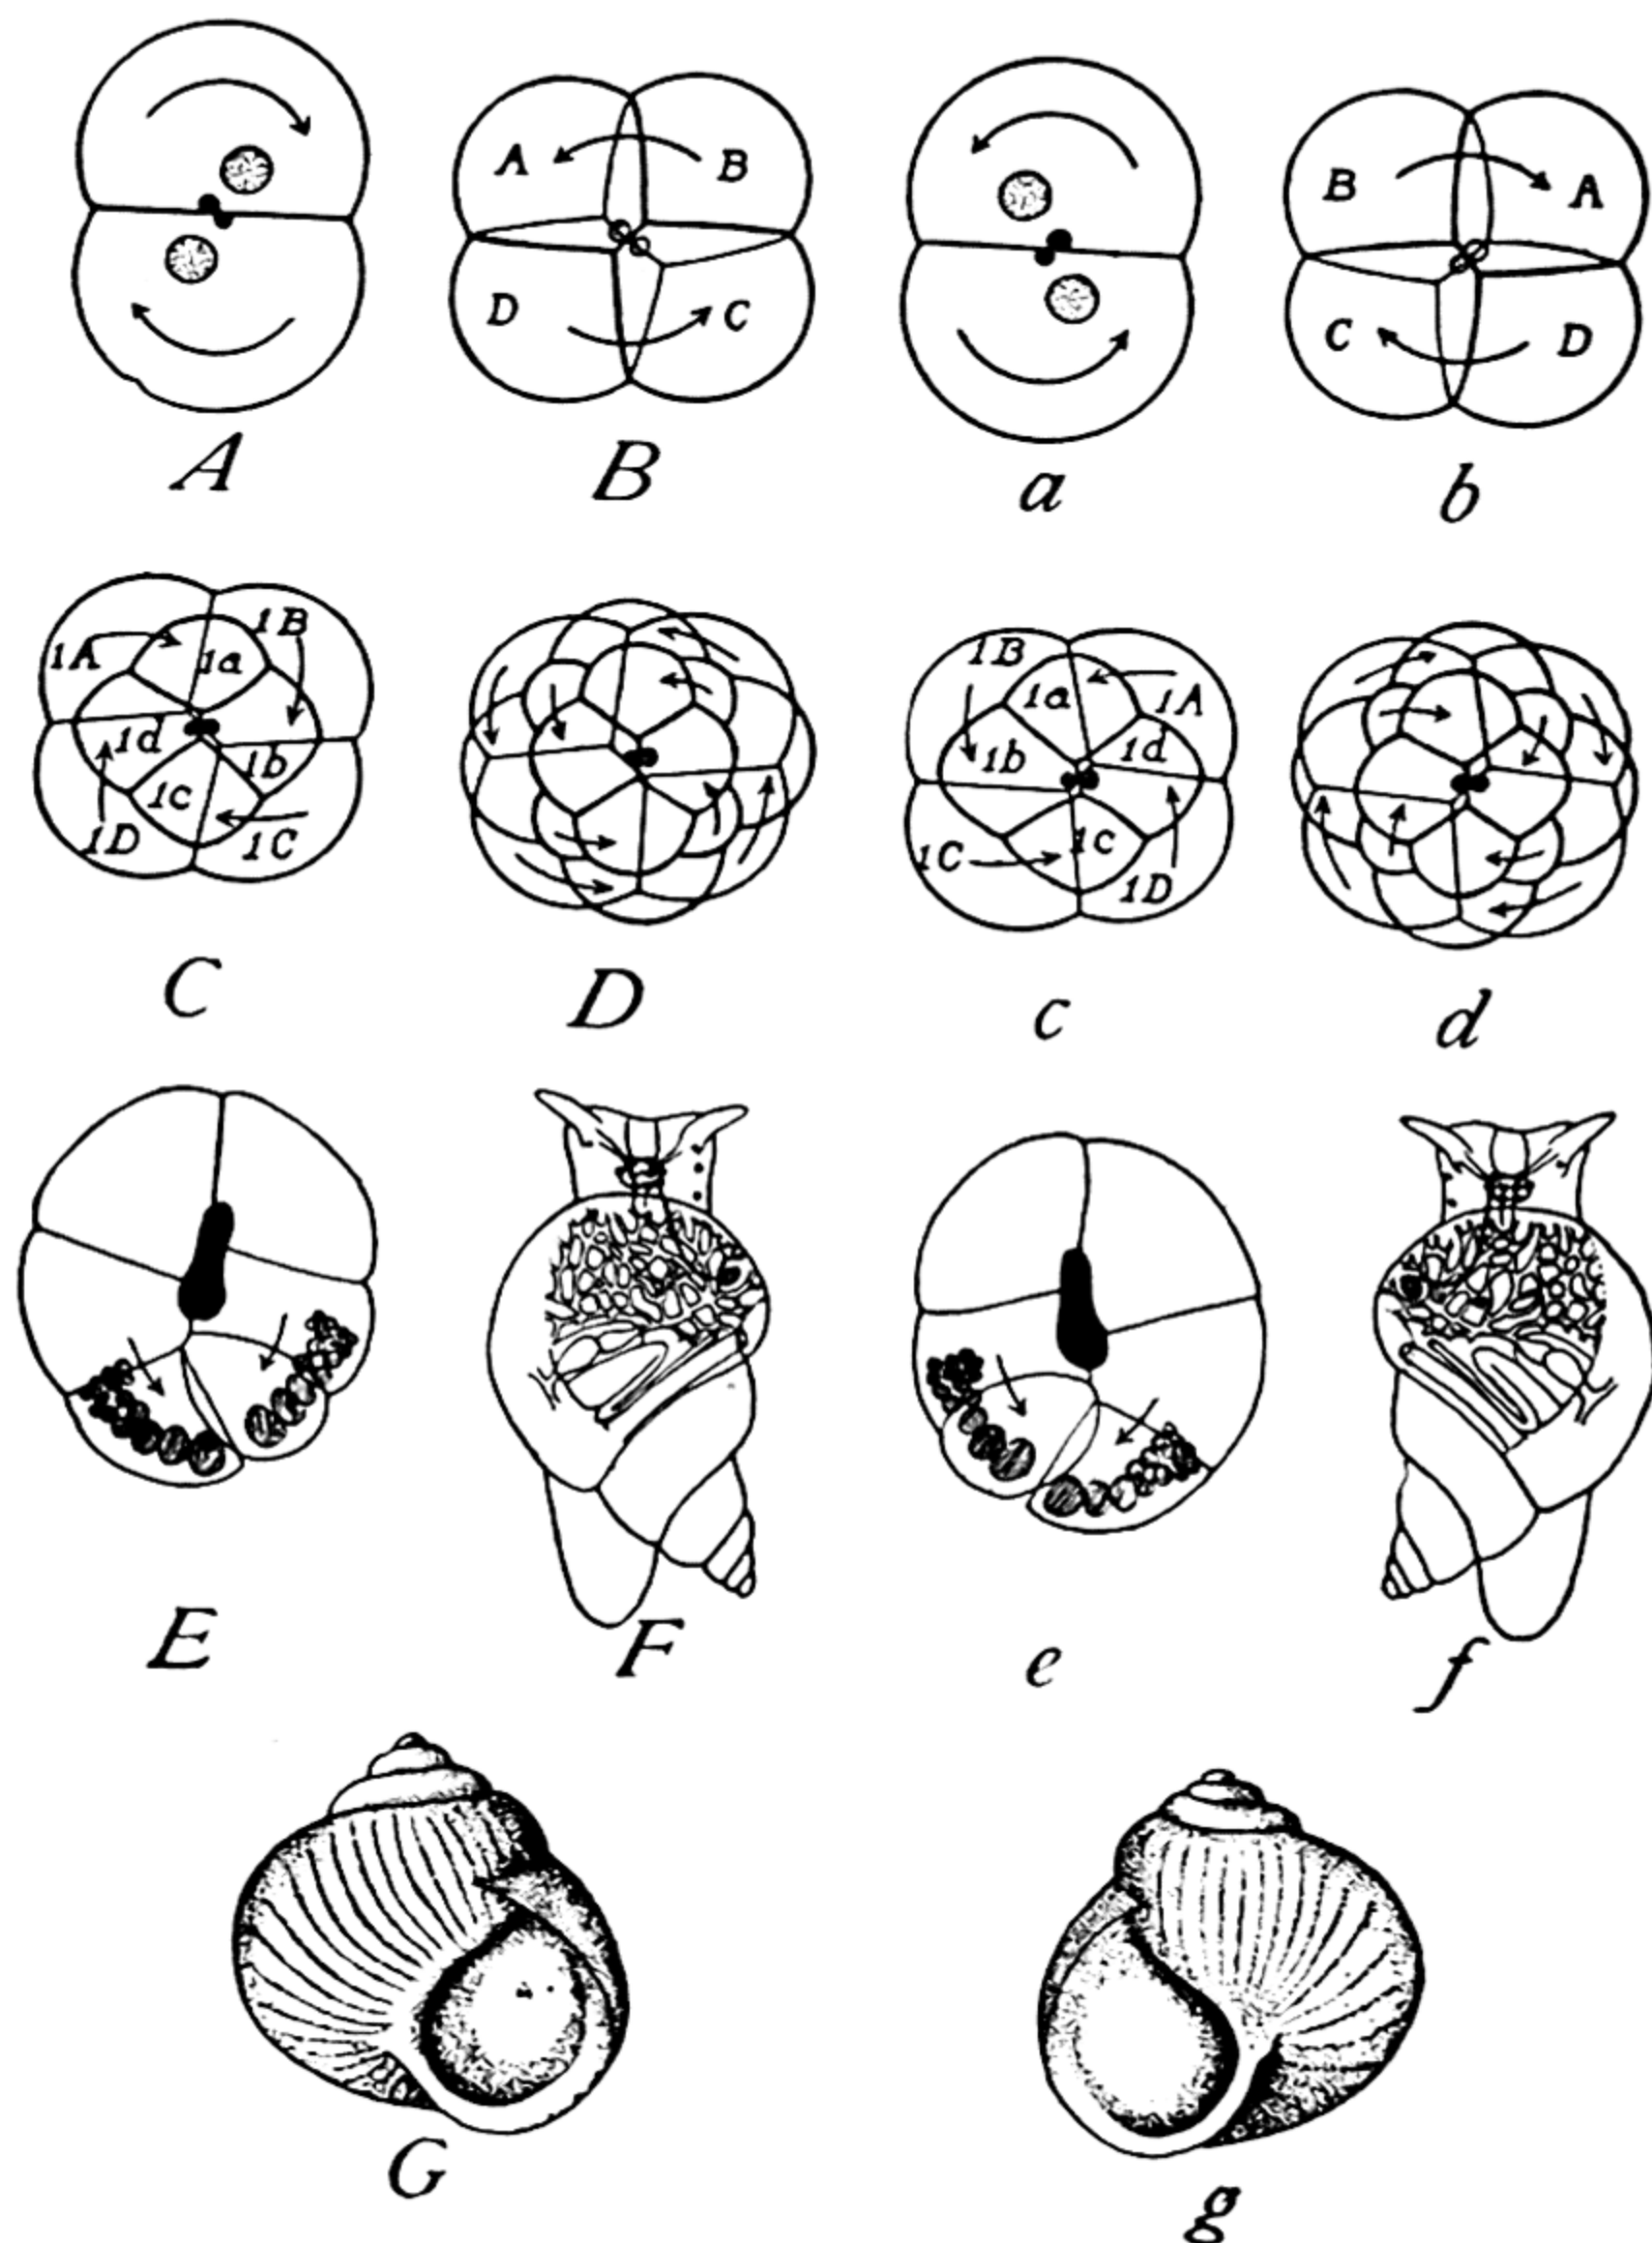 A B
D C
B A
C D
A B a b
1A 1a 1B
1d 1b
1c
1D 1C
1B 1a 1A
1b 1d
1C 1c
1D
C D c d
E F e f
G g